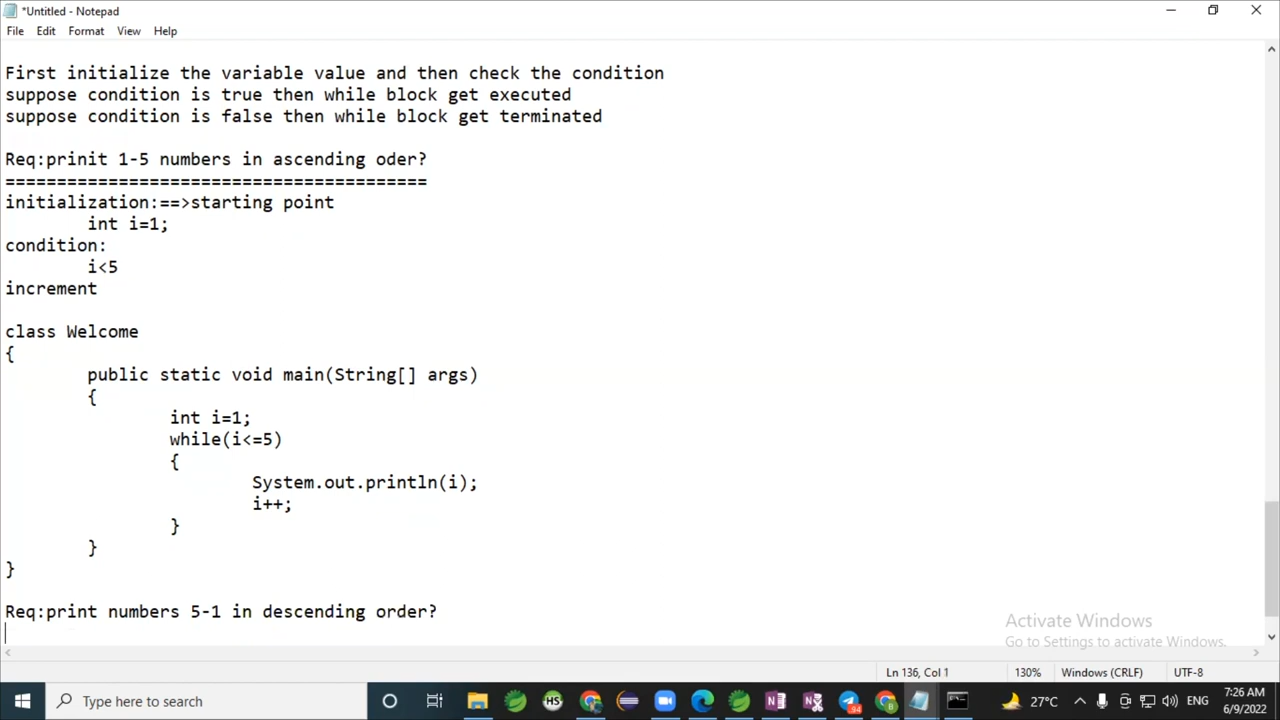 *Untitled - Notepad
File Edit Format View Help
First initialize the variable value and then check the condition
suppose condition is true then while block get executed
suppose condition is false then while block get terminated
Req:prinit 1-5 numbers in ascending oder?
=========================================
initialization:==>starting point
int i=1;
condition:
i<5
increment
class Welcome
{
public static void main(String[] args)
{
int i=1;
while(i<=5)
{
System.out.println(i);
i++;
}
}
}
Req:print numbers 5-1 in descending order?
Activate Windows
Go to Settings to activate Windows.
Ln 136, Col 1 130% Windows (CRLF) UTF-8
Type here to search HS 94 27°C ENG 7:26 AM
6/9/2022